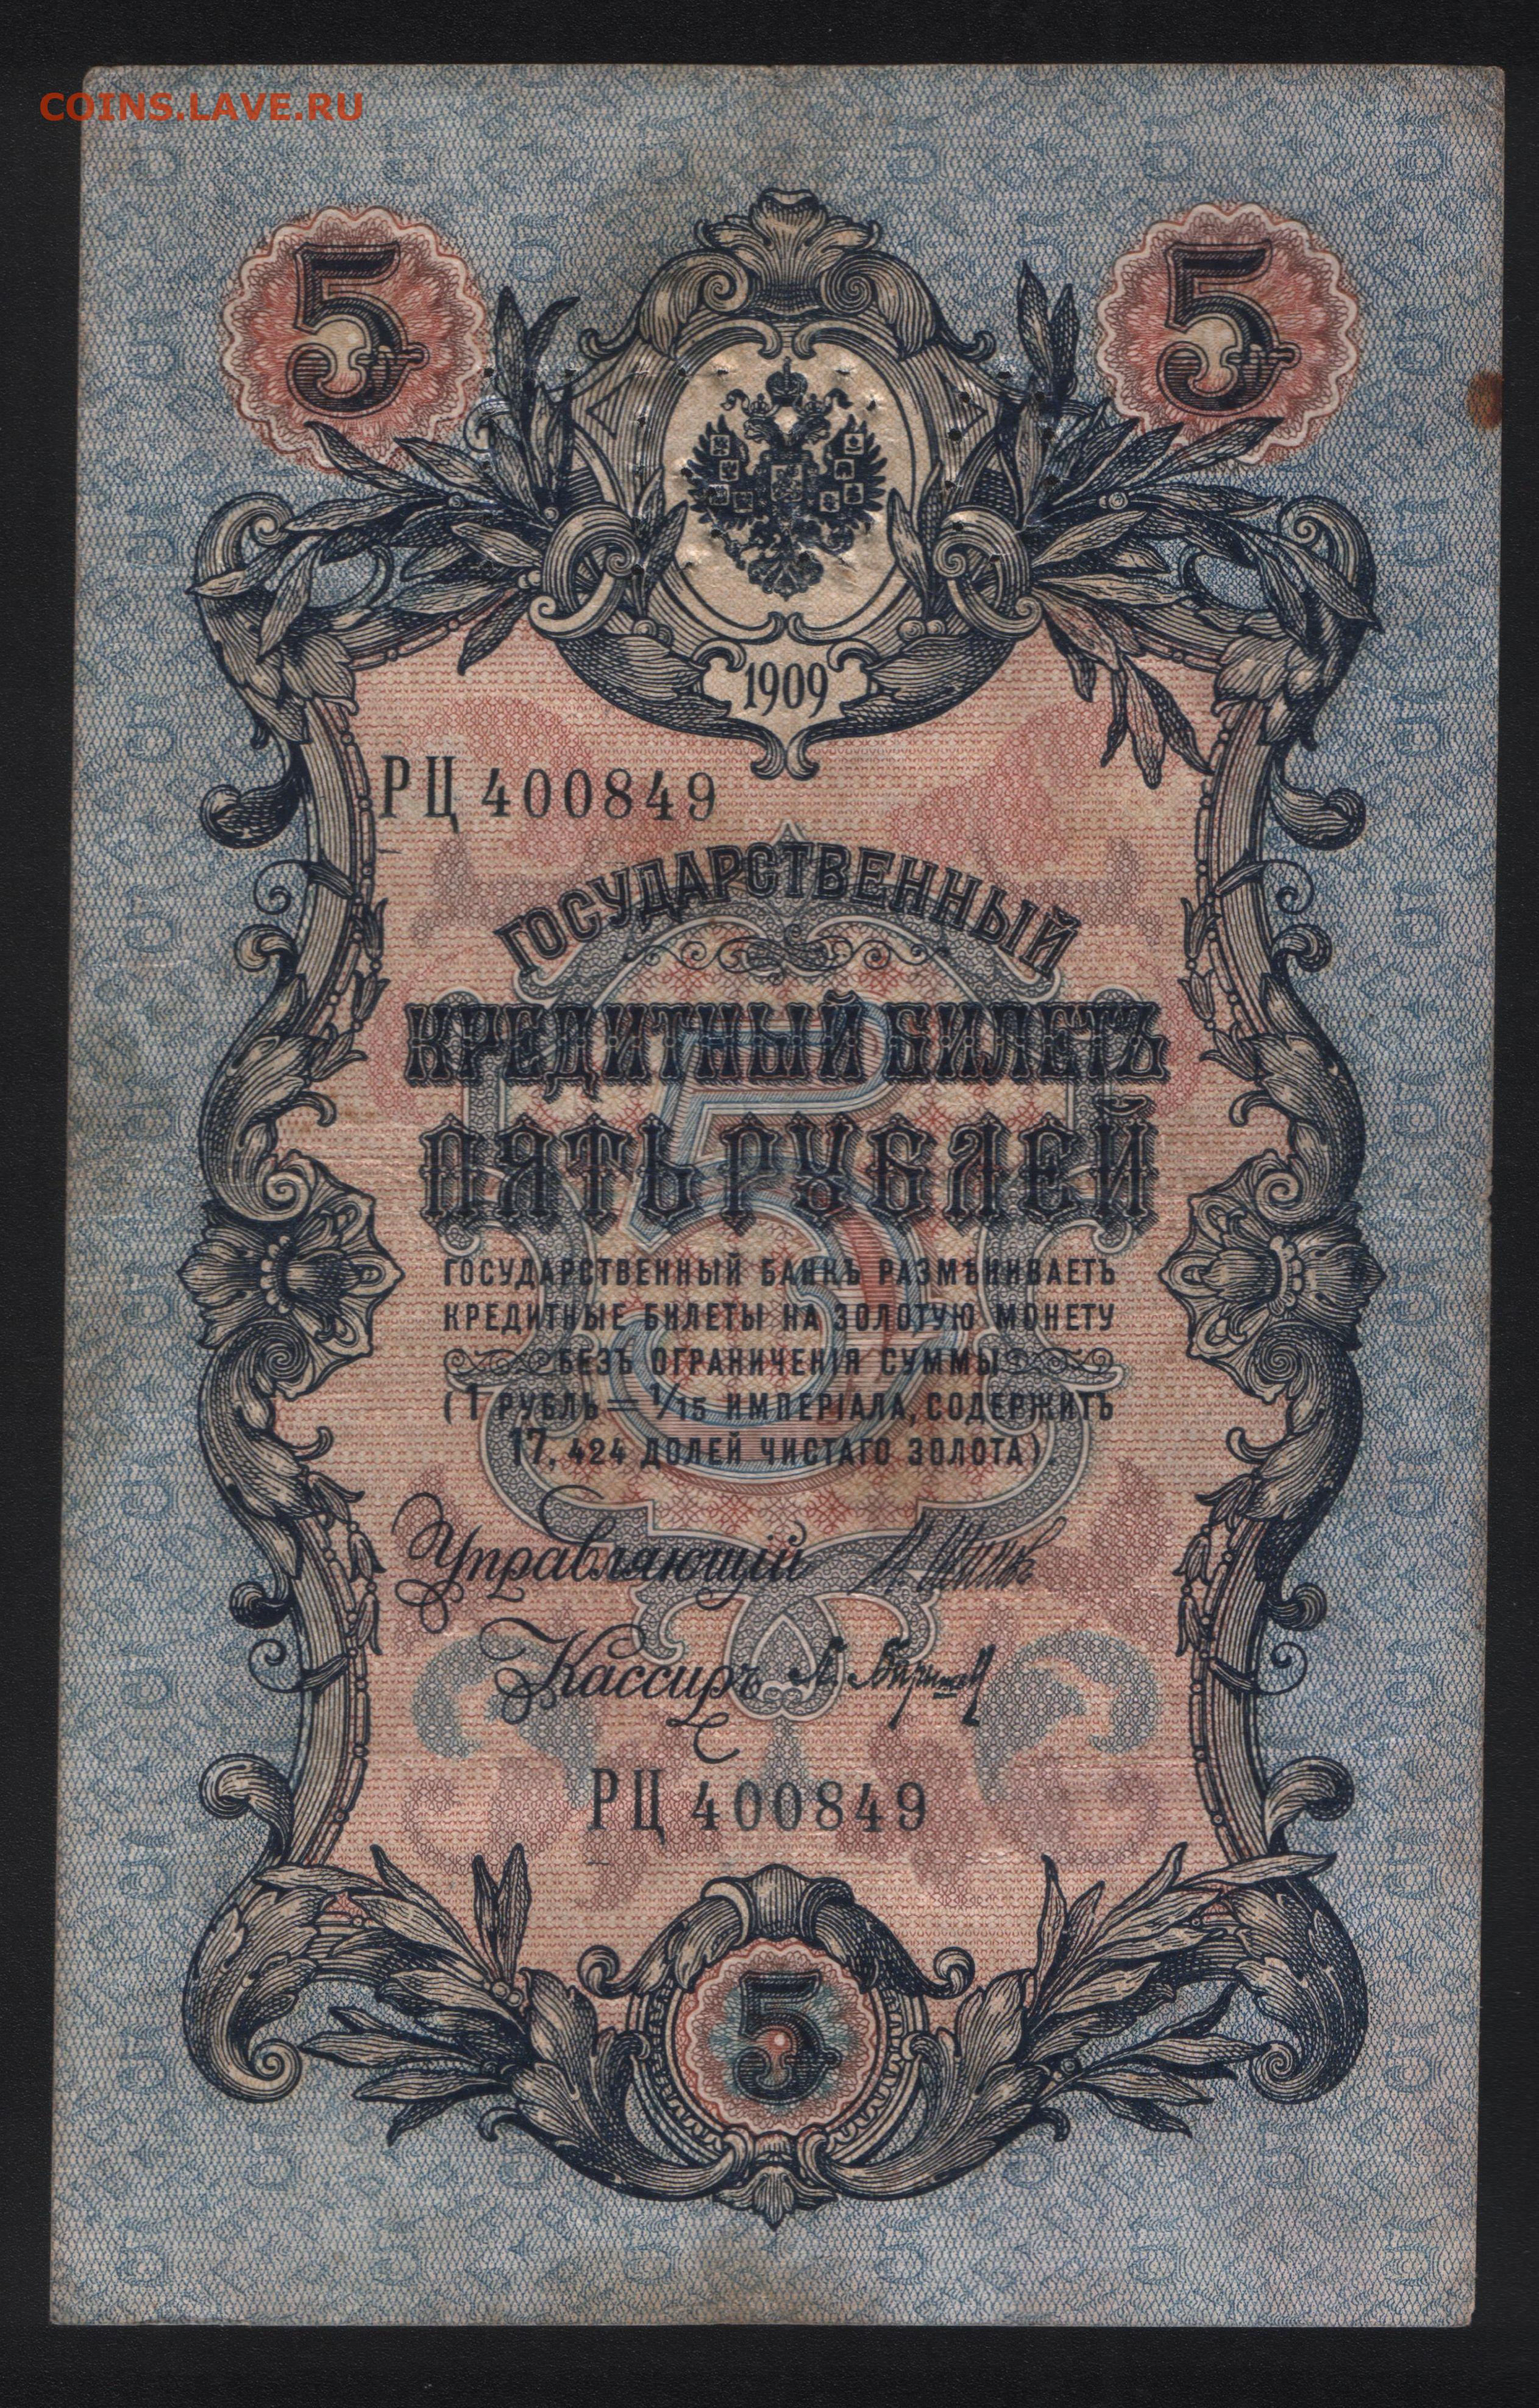 COINS.LAVE.RU
5 5
1909
РЦ 400849
ГОСУДАРСТВЕННЫЙ
КРЕДИТНЫЙ БИЛЕТЪ
ПЯТЬ РУБЛЕЙ
ГОСУДАРСТВЕННЫЙ БАНКЪ РАЗМѢНИВАЕТЪ
КРЕДИТНЫЕ БИЛЕТЫ НА ЗОЛОТУЮ МОНЕТУ
БЕЗЪ ОГРАНИЧЕНІЯ СУММЫ
(1 РУБЛЬ = 1/15 ИМПЕРІАЛА, СОДЕРЖИТЪ
17,424 ДОЛЕЙ ЧИСТАГО ЗОЛОТА).
Управляющій
Кассиръ
РЦ 400849
5